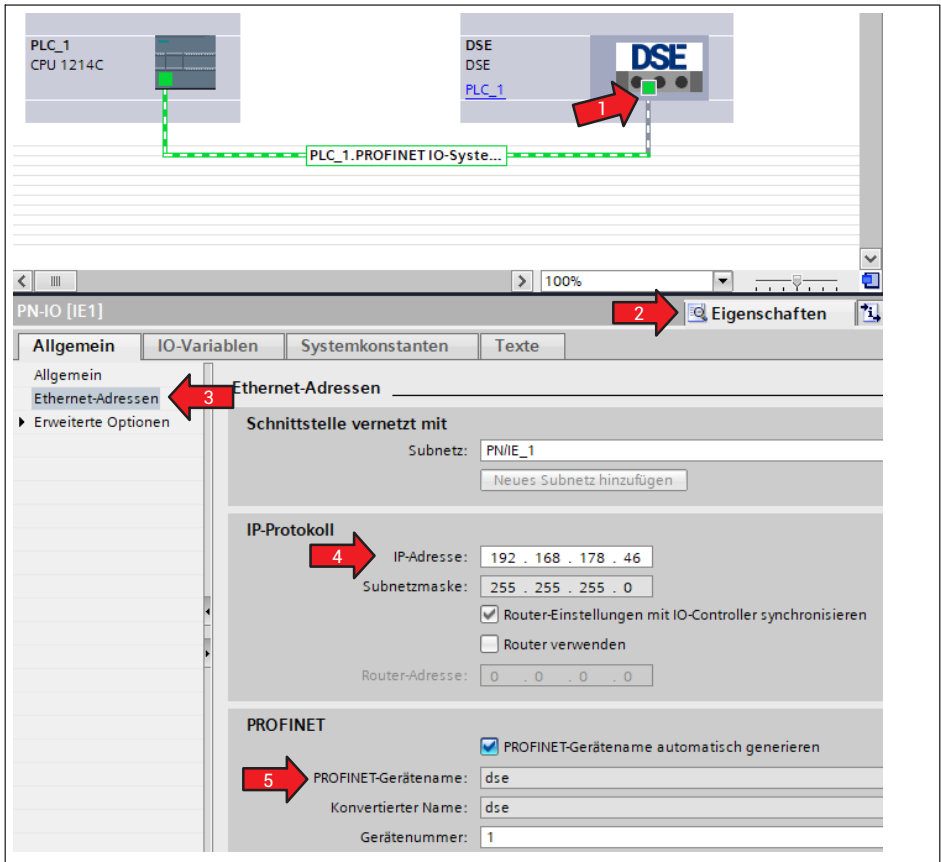 PLC_1
CPU 1214C
DSE
DSE
PLC_1
DSE
1
PLC_1.PROFINET IO-Syste...
100%
PN-IO [IE1]
2
Eigenschaften
Allgemein
IO-Variablen
Systemkonstanten
Texte
Allgemein
Ethernet-Adressen
3
Erweiterte Optionen
Ethernet-Adressen
Schnittstelle vernetzt mit
Subnetz: PN/IE_1
Neues Subnetz hinzufügen
IP-Protokoll
4
IP-Adresse: 192 . 168 . 178 . 46
Subnetzmaske: 255 . 255 . 255 . 0
Router-Einstellungen mit IO-Controller synchronisieren
Router verwenden
Router-Adresse: 0 . 0 . 0 . 0
PROFINET
PROFINET-Gerätename automatisch generieren
5
PROFINET-Gerätename: dse
Konvertierter Name: dse
Gerätenummer: 1